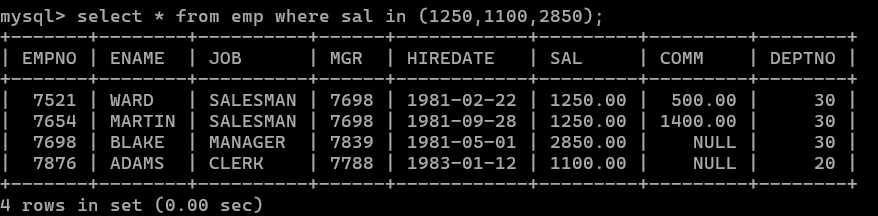 mysql> select * from emp where sal in (1250,1100,2850);
+-------+--------+----------+------+------------+---------+---------+--------+
| EMPNO | ENAME  | JOB      | MGR  | HIREDATE   | SAL     | COMM    | DEPTNO |
+-------+--------+----------+------+------------+---------+---------+--------+
|  7521 | WARD   | SALESMAN | 7698 | 1981-02-22 | 1250.00 |  500.00 |     30 |
|  7654 | MARTIN | SALESMAN | 7698 | 1981-09-28 | 1250.00 | 1400.00 |     30 |
|  7698 | BLAKE  | MANAGER  | 7839 | 1981-05-01 | 2850.00 |    NULL |     30 |
|  7876 | ADAMS  | CLERK    | 7788 | 1983-01-12 | 1100.00 |    NULL |     20 |
+-------+--------+----------+------+------------+---------+---------+--------+
4 rows in set (0.00 sec)